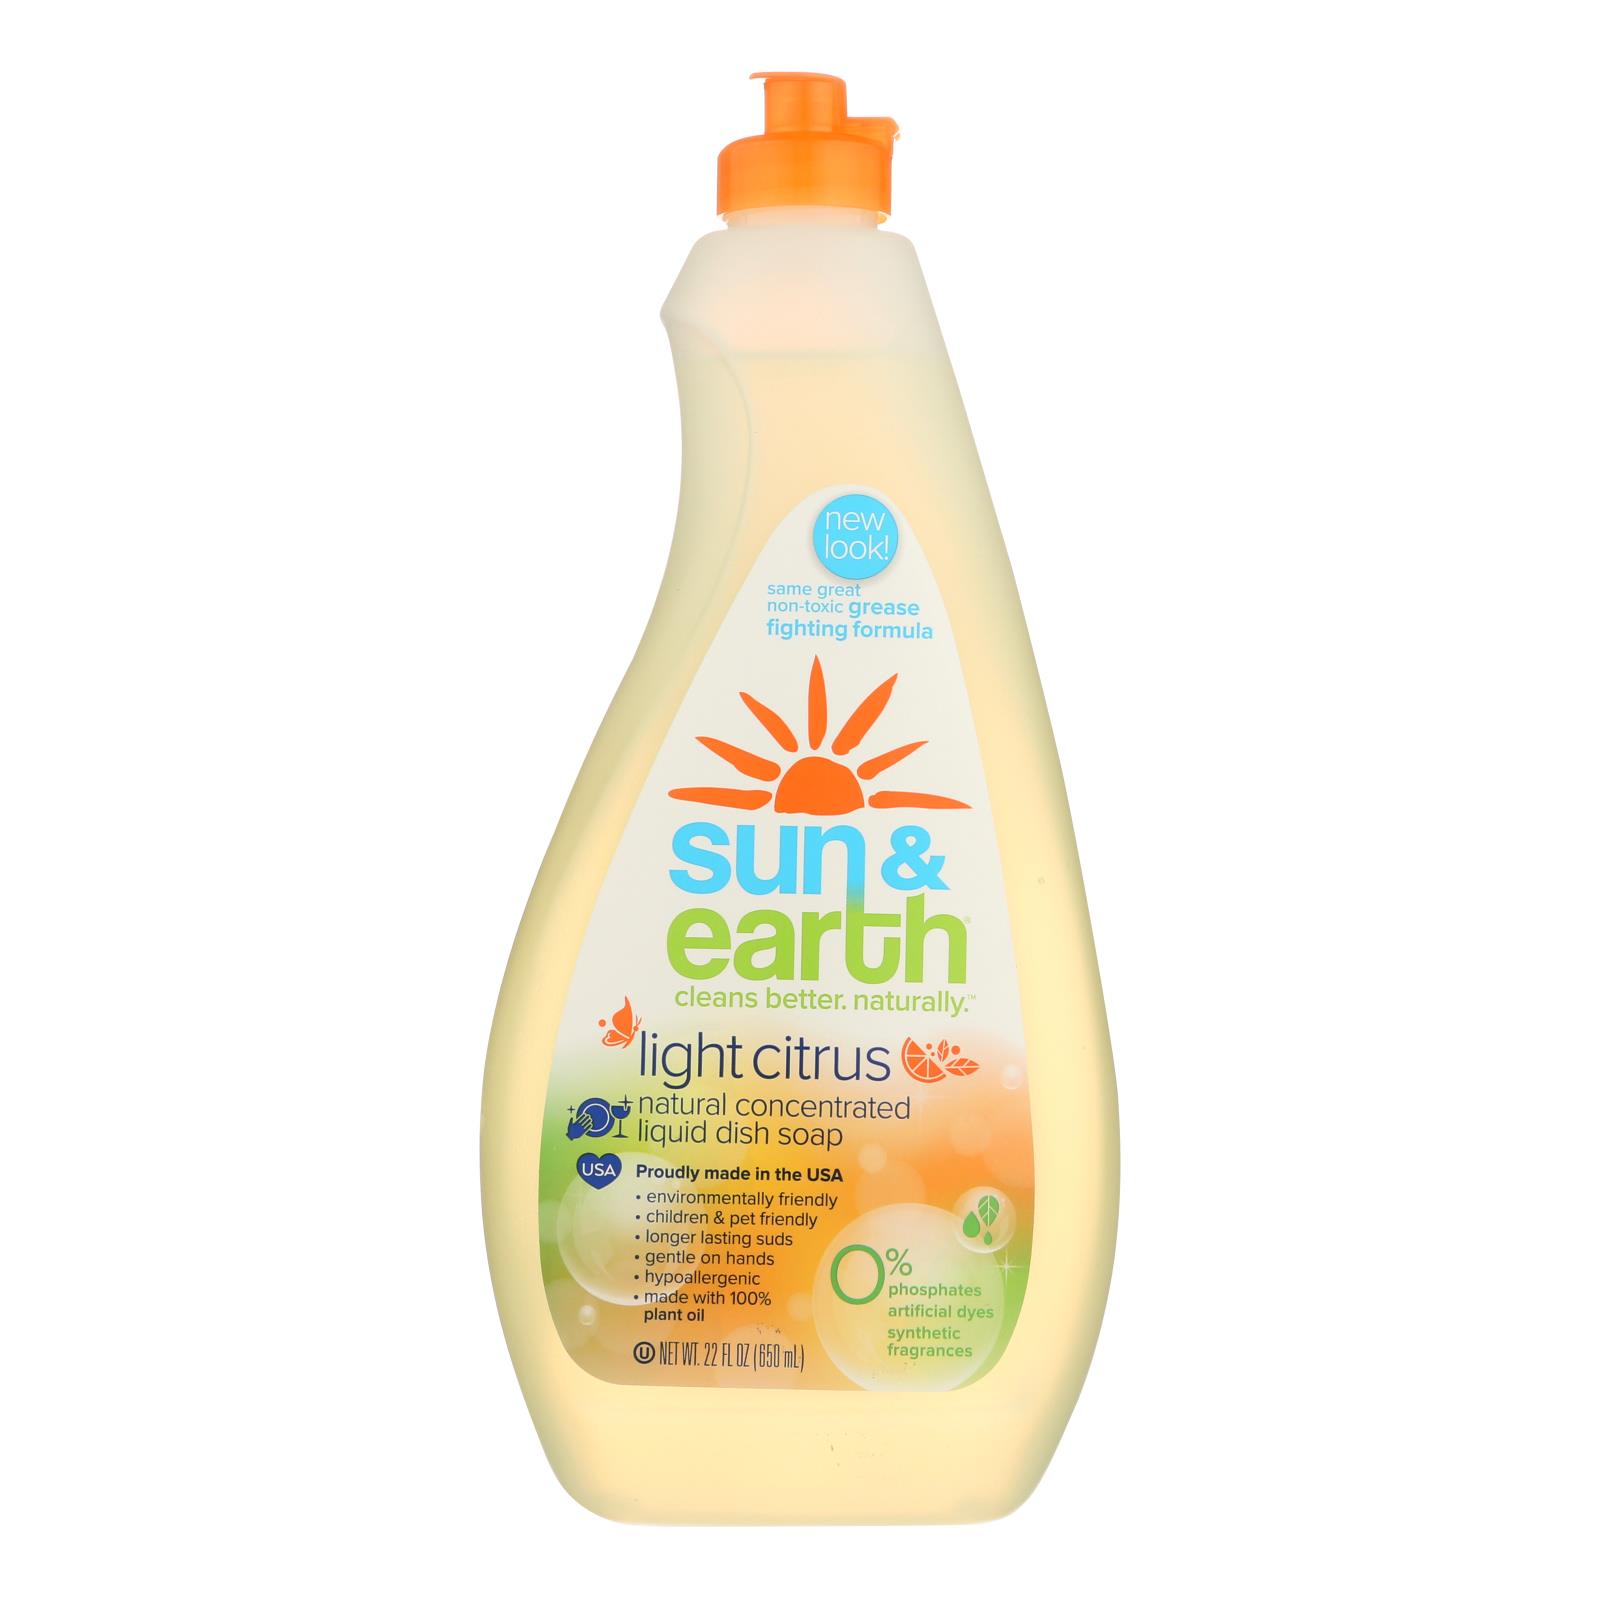 new
look!
same great
non-toxic grease
fighting formula
sun &
earth®
cleans better. naturally.™
light citrus
natural concentrated
liquid dish soap
USA
Proudly made in the USA
• environmentally friendly
• children & pet friendly
• longer lasting suds
• gentle on hands
• hypoallergenic
• made with 100%
plant oil
0%
phosphates
artificial dyes
synthetic
fragrances
U NET WT. 22 FL OZ (650 mL)